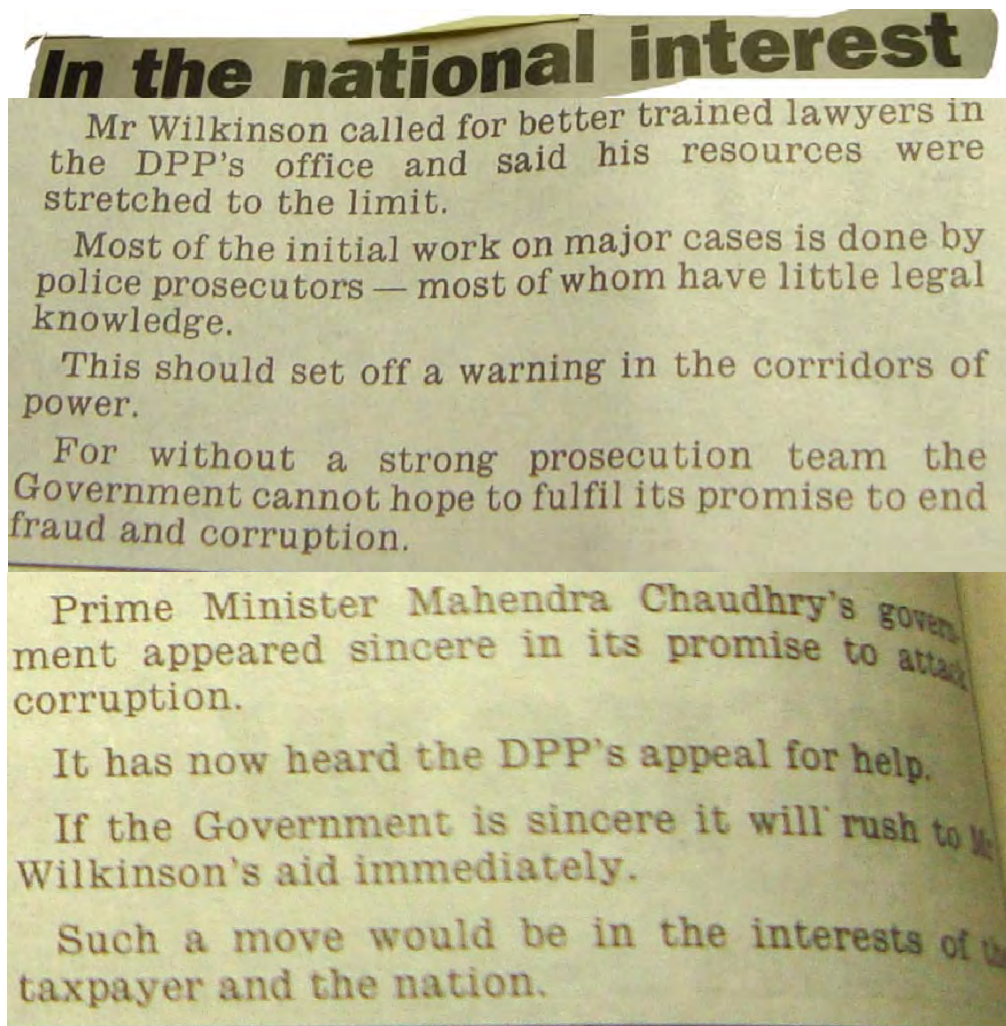 In the national interest
Mr Wilkinson called for better trained lawyers in
the DPP's office and said his resources were
stretched to the limit.
Most of the initial work on major cases is done by
police prosecutors — most of whom have little legal
knowledge.
This should set off a warning in the corridors of
power.
For without a strong prosecution team the
Government cannot hope to fulfil its promise to end
fraud and corruption.
Prime Minister Mahendra Chaudhry's govern-
ment appeared sincere in its promise to attack
corruption.
It has now heard the DPP's appeal for help.
If the Government is sincere it will rush to Mr
Wilkinson's aid immediately.
Such a move would be in the interests of the
taxpayer and the nation.